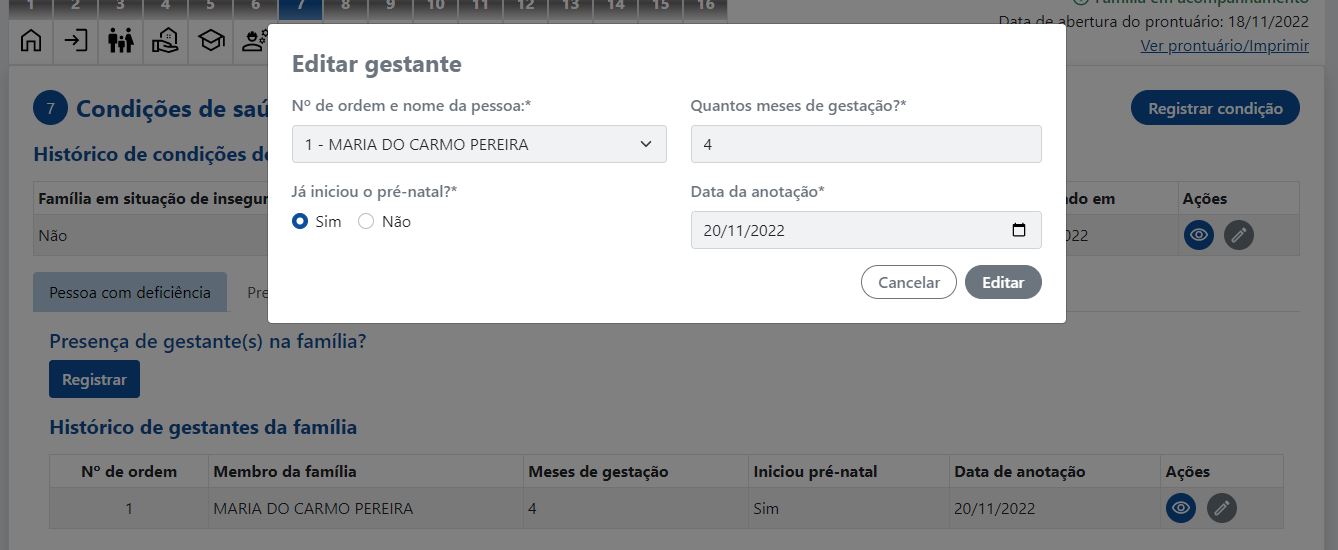 1 2 3 4 5 6 7 8 9 10 11 12 13 14 15 16
Família em acompanhamento
Data de abertura do prontuário: 18/11/2022
Ver prontuário/Imprimir
Editar gestante
Nº de ordem e nome da pessoa:*
Quantos meses de gestação?*
1 - MARIA DO CARMO PEREIRA
4
Já iniciou o pré-natal?*
Data da anotação*
Sim Não
20/11/2022
Cancelar Editar
7 Condições de saú
Registrar condição
Histórico de condições de
Família em situação de insegur
do em Ações
Não
022
Pessoa com deficiência Pre
Presença de gestante(s) na família?
Registrar
Histórico de gestantes da família
Nº de ordem Membro da família Meses de gestação Iniciou pré-natal Data de anotação Ações
1 MARIA DO CARMO PEREIRA 4 Sim 20/11/2022